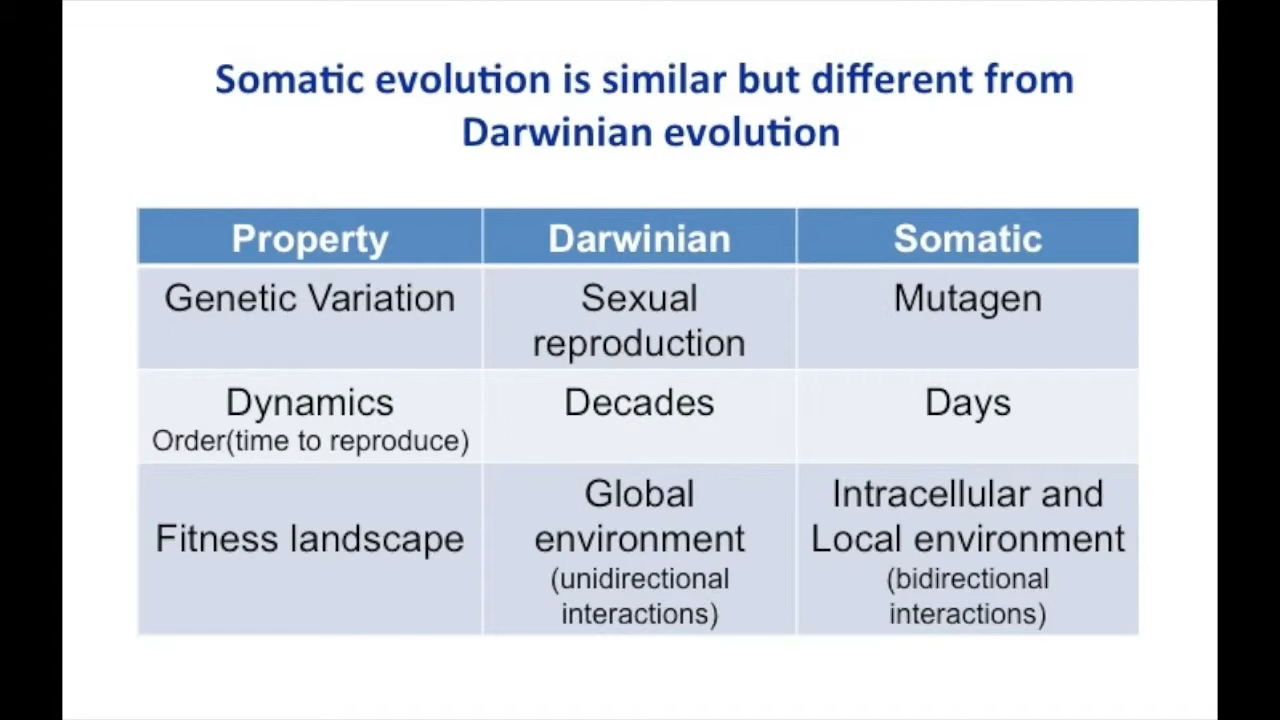 Somatic evolution is similar but different from
Darwinian evolution
Property Darwinian Somatic
Genetic Variation Sexual reproduction Mutagen
Dynamics Order(time to reproduce) Decades Days
Fitness landscape Global environment (unidirectional interactions) Intracellular and Local environment (bidirectional interactions)